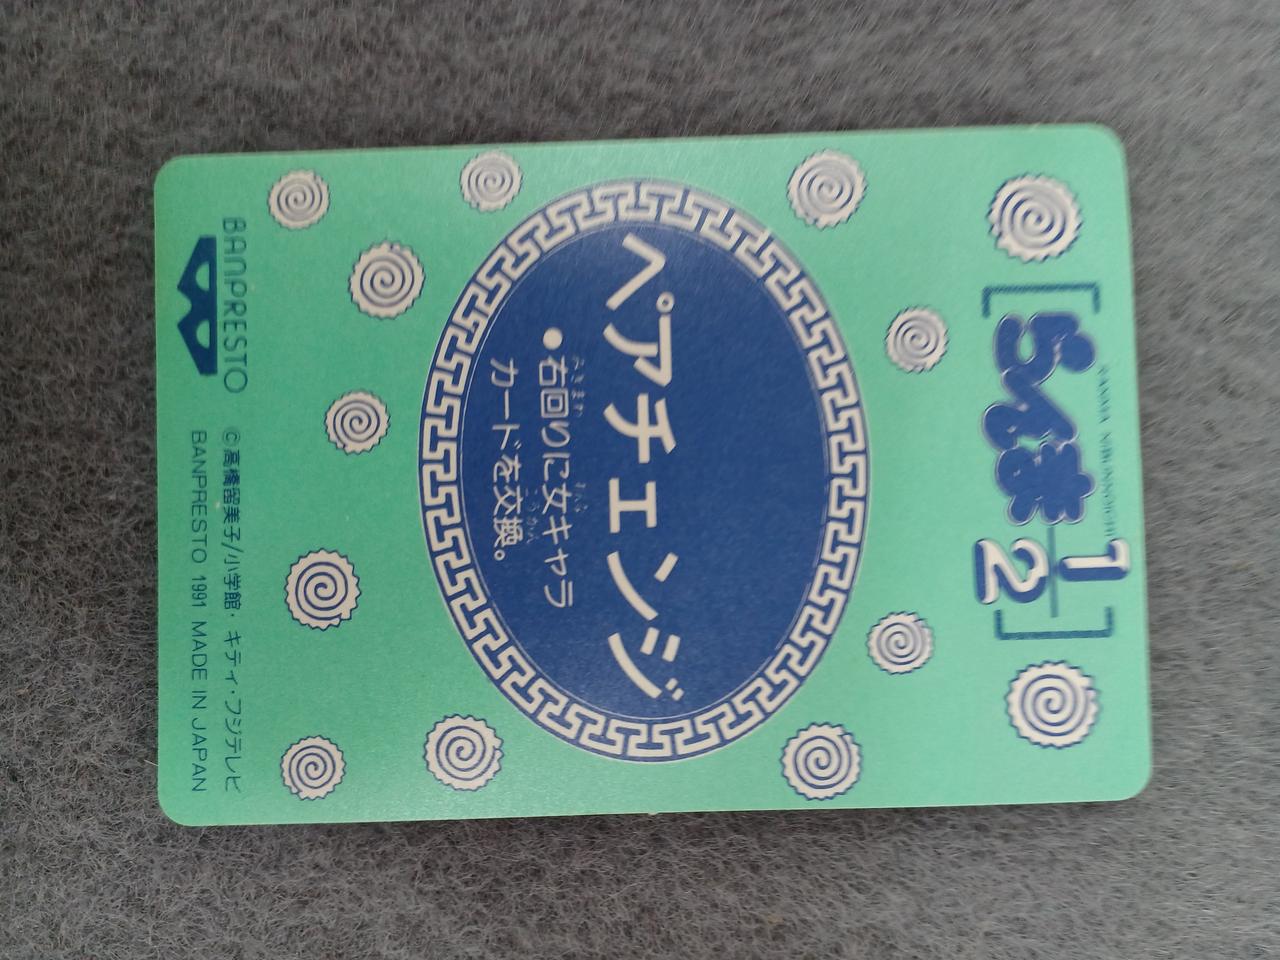 [らんま1/2]
RANMA NIBUNNOICHI
ペアチェンジ
●右回りに女キャラ
カードを交換。
BANPRESTO
©高橋留美子/小学館・キティ・フジテレビ
BANPRESTO 1991 MADE IN JAPAN